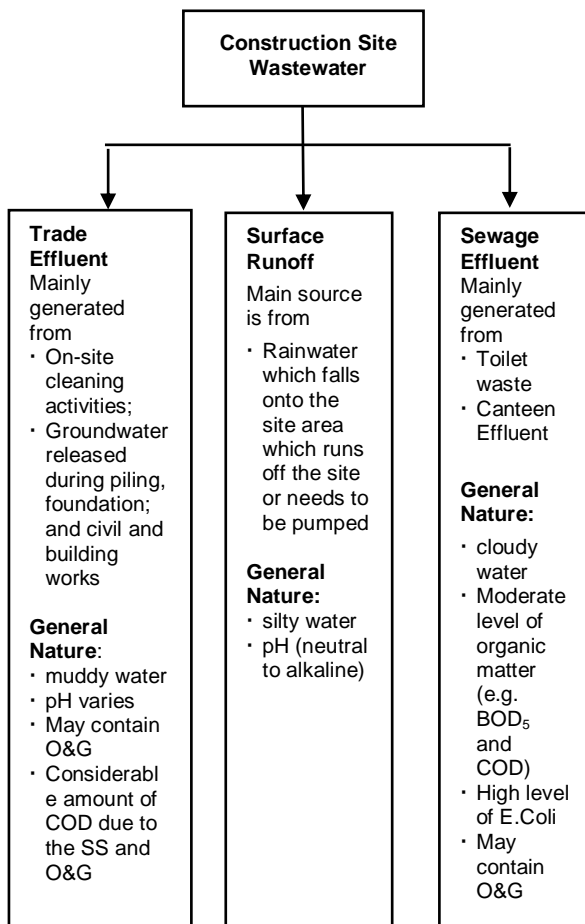 Construction Site
Wastewater
Trade
Effluent
Mainly
generated
from
· On-site
cleaning
activities;
· Groundwater
released
during piling,
foundation;
and civil and
building
works
General
Nature:
· muddy water
· pH varies
· May contain
O&G
· Considerabl
e amount of
COD due to
the SS and
O&G
Surface
Runoff
Main source
is from
· Rainwater
which falls
onto the
site area
which runs
off the site
or needs to
be pumped
General
Nature:
· silty water
· pH (neutral
to alkaline)
Sewage
Effluent
Mainly
generated
from
· Toilet
waste
· Canteen
Effluent
General
Nature:
· cloudy
water
· Moderate
level of
organic
matter
(e.g.
BOD₅
and
COD)
· High level
of E.Coli
· May
contain
O&G